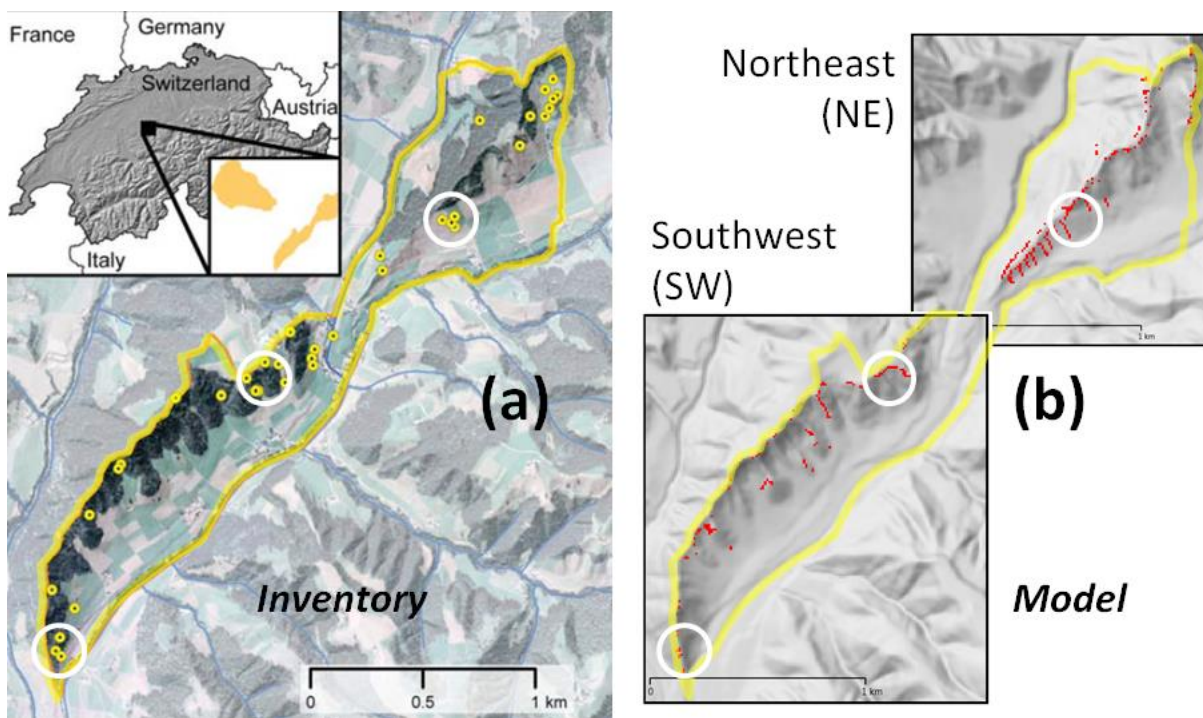 France
Germany
Switzerland
Austria
Italy
(a)
Inventory
0
0.5
1 km
Northeast
(NE)
1 km
Southwest
(SW)
(b)
Model
0
1 km